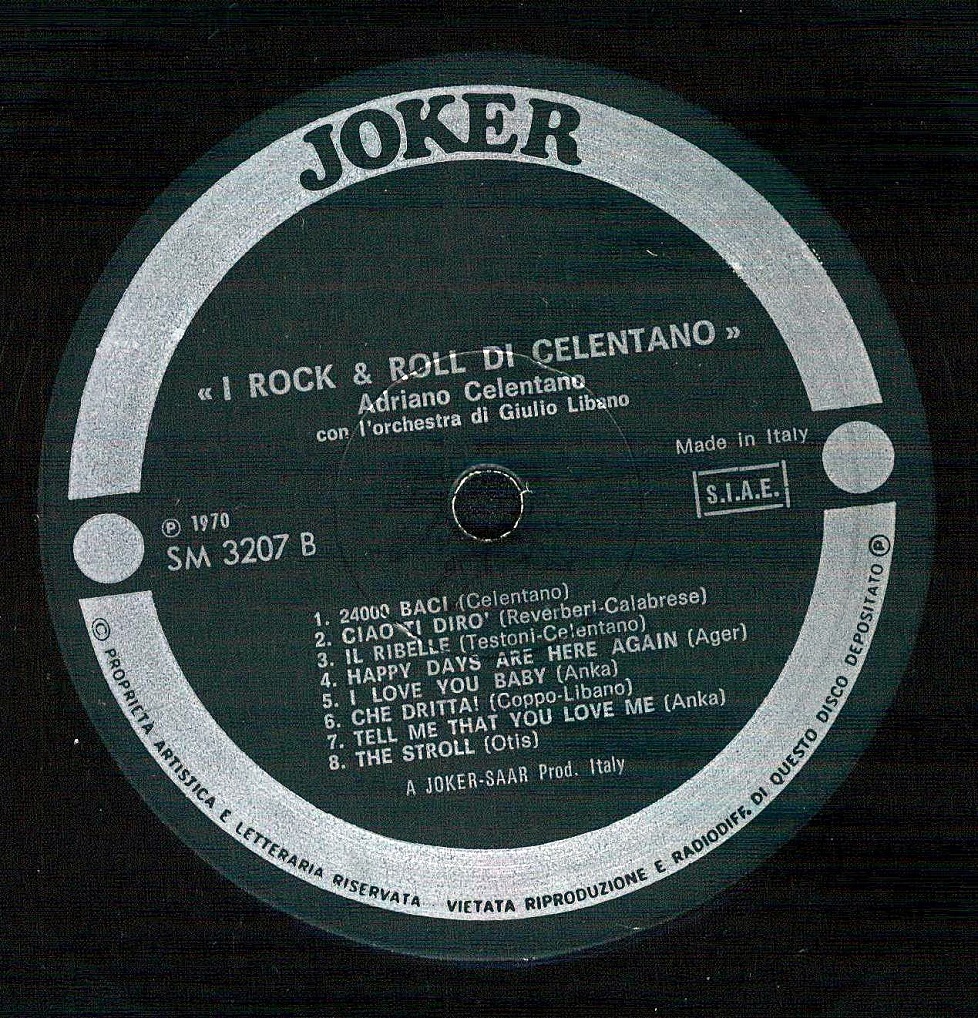 JOKER
« I ROCK & ROLL DI CELENTANO »
Adriano Celentano
con l'orchestra di Giulio Libano
Made in Italy
S.I.A.E.
Ⓟ 1970
SM 3207 B
1. 24000 BACI (Celentano)
2. CIAO TI DIRO' (Reverberi-Calabrese)
3. IL RIBELLE (Testoni-Celentano)
4. HAPPY DAYS ARE HERE AGAIN (Ager)
5. I LOVE YOU BABY (Anka)
6. CHE DRITTA! (Coppo-Libano)
7. TELL ME THAT YOU LOVE ME (Anka)
8. THE STROLL (Otis)
A JOKER-SAAR Prod. Italy
© PROPRIETA ARTISTICA E LETTERARIA RISERVATA VIETATA RIPRODUZIONE E RADIODIFF. DI QUESTO DISCO DEPOSITATO Ⓟ